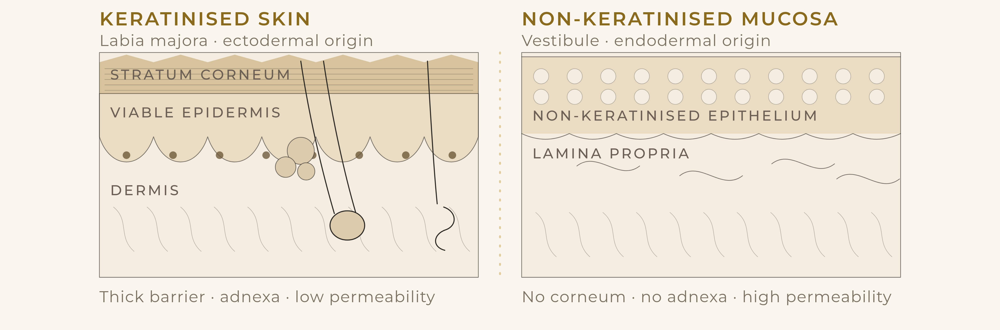 KERATINISED SKIN
Labia majora · ectodermal origin
STRATUM CORNEUM
VIABLE EPIDERMIS
DERMIS
Thick barrier · adnexa · low permeability
NON-KERATINISED MUCOSA
Vestibule · endodermal origin
NON-KERATINISED EPITHELIUM
LAMINA PROPRIA
No corneum · no adnexa · high permeability